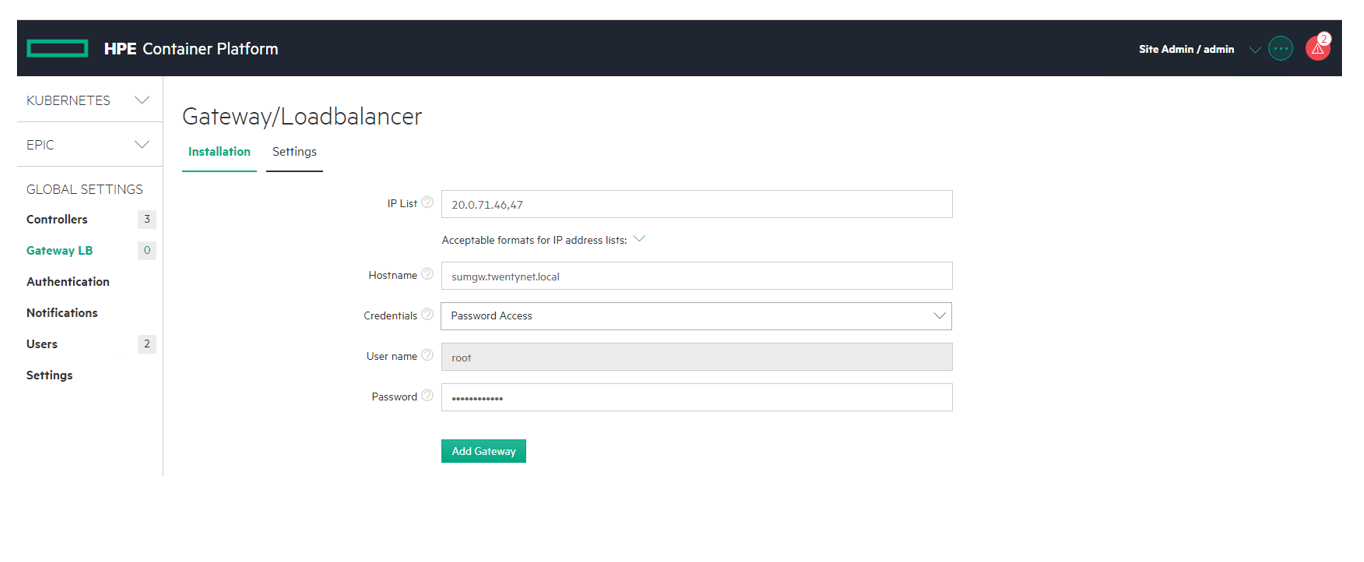 HPE Container Platform
Site Admin / admin
2
KUBERNETES
EPIC
GLOBAL SETTINGS
Controllers 3
Gateway LB 0
Authentication
Notifications
Users 2
Settings
Gateway/Loadbalancer
Installation Settings
IP List ? 20.0.71.46,47
Acceptable formats for IP address lists:
Hostname ? sumgw.twentynet.local
Credentials ? Password Access
User name ? root
Password ? ••••••••••••
Add Gateway